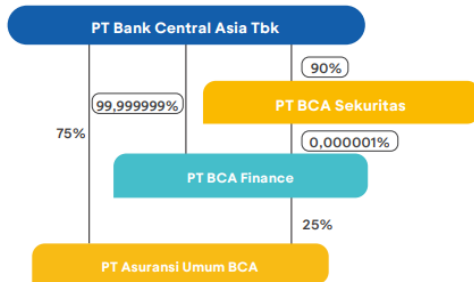 PT Bank Central Asia Tbk
90%
99,999999%
PT BCA Sekuritas
75%
0,000001%
PT BCA Finance
25%
PT Asuransi Umum BCA